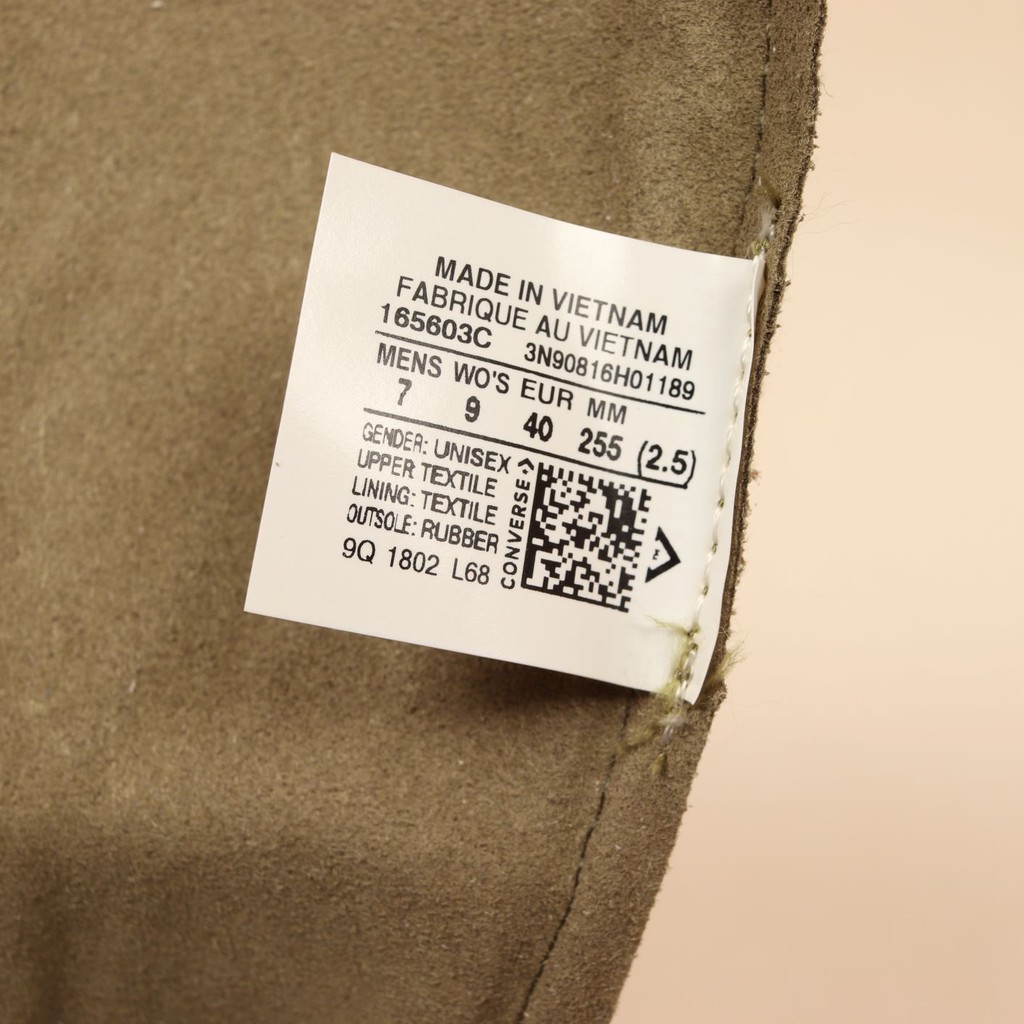 MADE IN VIETNAM
FABRIQUE AU VIETNAM
165603C 3N90816H01189
MENS WO'S EUR MM
7 9 40 255 (2.5)
GENDER: UNISEX
UPPER TEXTILE
LINING: TEXTILE
OUTSOLE: RUBBER
9Q 1802 L68
CONVERSE